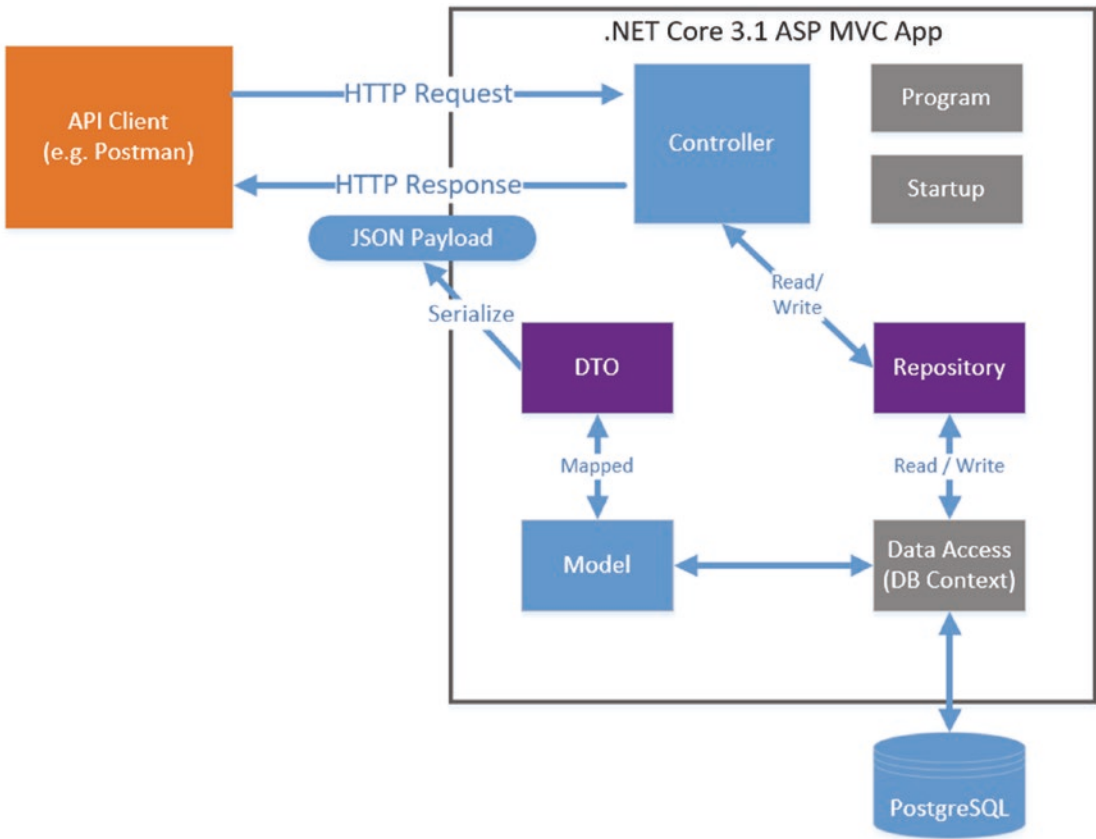 .NET Core 3.1 ASP MVC App
API Client
(e.g. Postman)
HTTP Request
Controller
Program
Startup
HTTP Response
JSON Payload
Read/
Write
Serialize
DTO
Repository
Mapped
Read / Write
Model
Data Access
(DB Context)
PostgreSQL